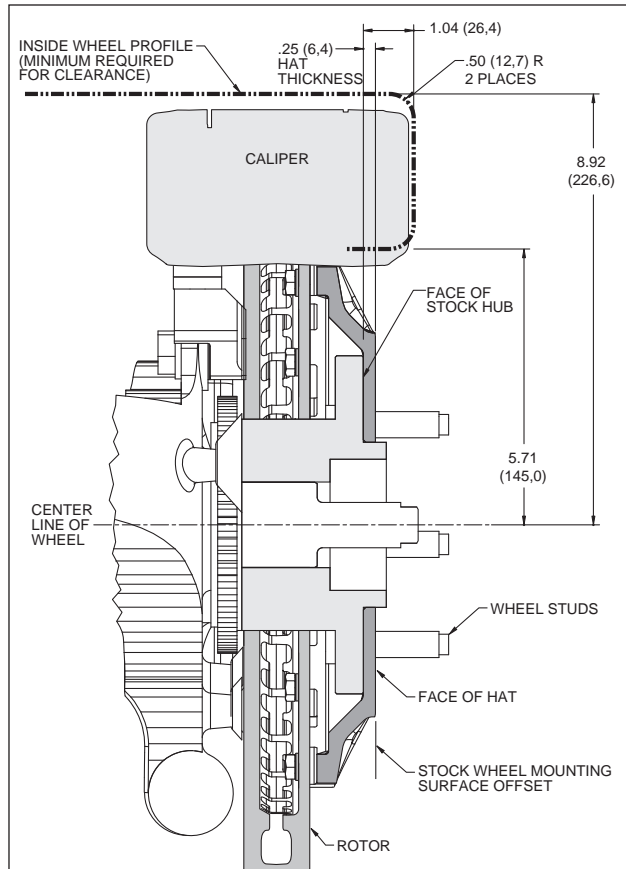 1.04 (26,4)
INSIDE WHEEL PROFILE
(MINIMUM REQUIRED
FOR CLEARANCE)
.25 (6,4)
HAT
THICKNESS
.50 (12,7) R
2 PLACES
CALIPER
8.92
(226,6)
FACE OF
STOCK HUB
5.71
(145,0)
CENTER
LINE OF
WHEEL
WHEEL STUDS
FACE OF HAT
STOCK WHEEL MOUNTING
SURFACE OFFSET
ROTOR